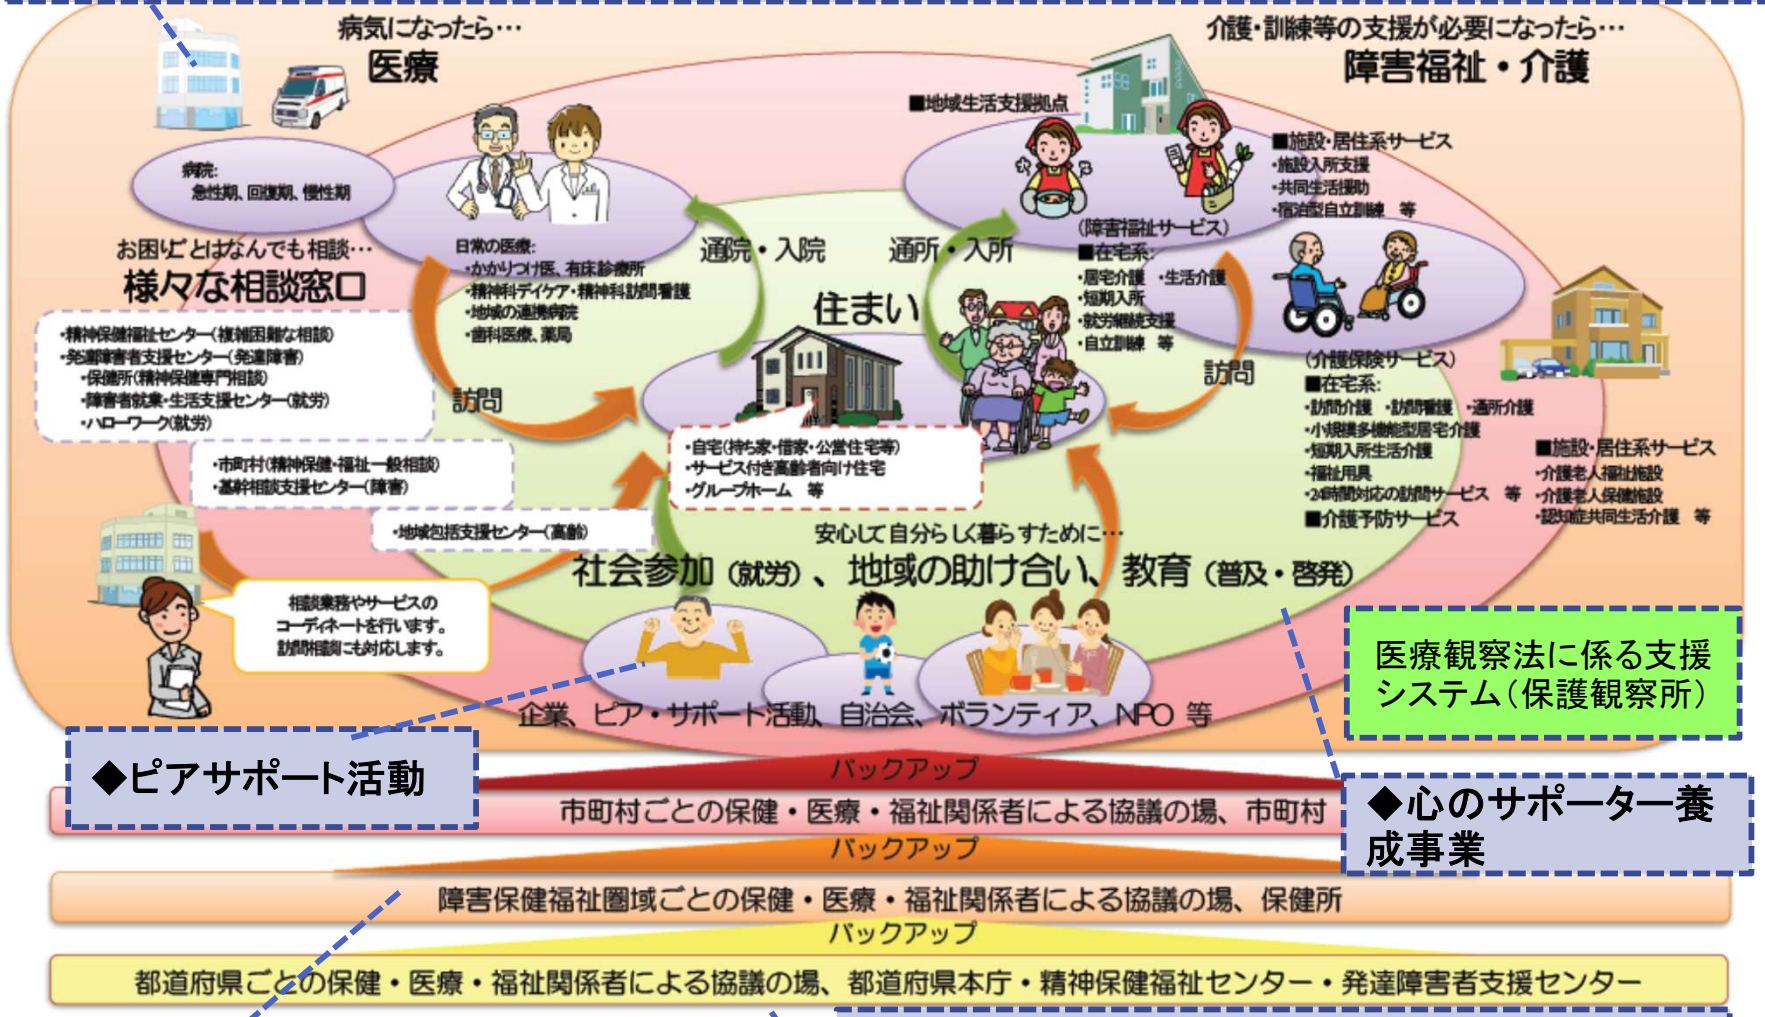 病気になったら…
医療
介護・訓練等の支援が必要になったら…
障害福祉・介護
病院:
急性期、回復期、慢性期
日常の医療:
・かかりつけ医、有床診療所
・精神科デイケア・精神科訪問看護
・地域の連携病院
・歯科医療、薬局
通院・入院
通所・入所
■地域生活支援拠点
■施設・居住系サービス
・施設入所支援
・共同生活援助
・宿泊型自立訓練 等
(障害福祉サービス)
■在宅系:
・居宅介護 ・生活介護
・短期入所
・就労継続支援
・自立訓練 等
お困りごとはなんでも相談…
様々な相談窓口
・精神保健福祉センター(複雑困難な相談)
・発達障害者支援センター(発達障害)
・保健所(精神保健専門相談)
・障害者就業・生活支援センター(就労)
・ハローワーク(就労)
・市町村(精神保健・福祉一般相談)
・基幹相談支援センター(障害)
・地域包括支援センター(高齢)
訪問
住まい
・自宅(持ち家・借家・公営住宅等)
・サービス付き高齢者向け住宅
・グループホーム 等
訪問
(介護保険サービス)
■在宅系:
・訪問介護 ・訪問看護 ・通所介護
・小規模多機能型居宅介護
・短期入所生活介護
・福祉用具
・24時間対応の訪問サービス 等
■介護予防サービス
■施設・居住系サービス
・介護老人福祉施設
・介護老人保健施設
・認知症共同生活介護 等
相談業務やサービスの
コーディネートを行います。
訪問相談にも対応します。
安心して自分らしく暮らすために…
社会参加(就労)、地域の助け合い、教育(普及・啓発)
企業、ピア・サポート活動、自治会、ボランティア、NPO 等
医療観察法に係る支援
システム(保護観察所)
◆ピアサポート活動
◆心のサポーター養
成事業
バックアップ
市町村ごとの保健・医療・福祉関係者による協議の場、市町村
バックアップ
障害保健福祉圏域ごとの保健・医療・福祉関係者による協議の場、保健所
バックアップ
都道府県ごとの保健・医療・福祉関係者による協議の場、都道府県本庁・精神保健福祉センター・発達障害者支援センター